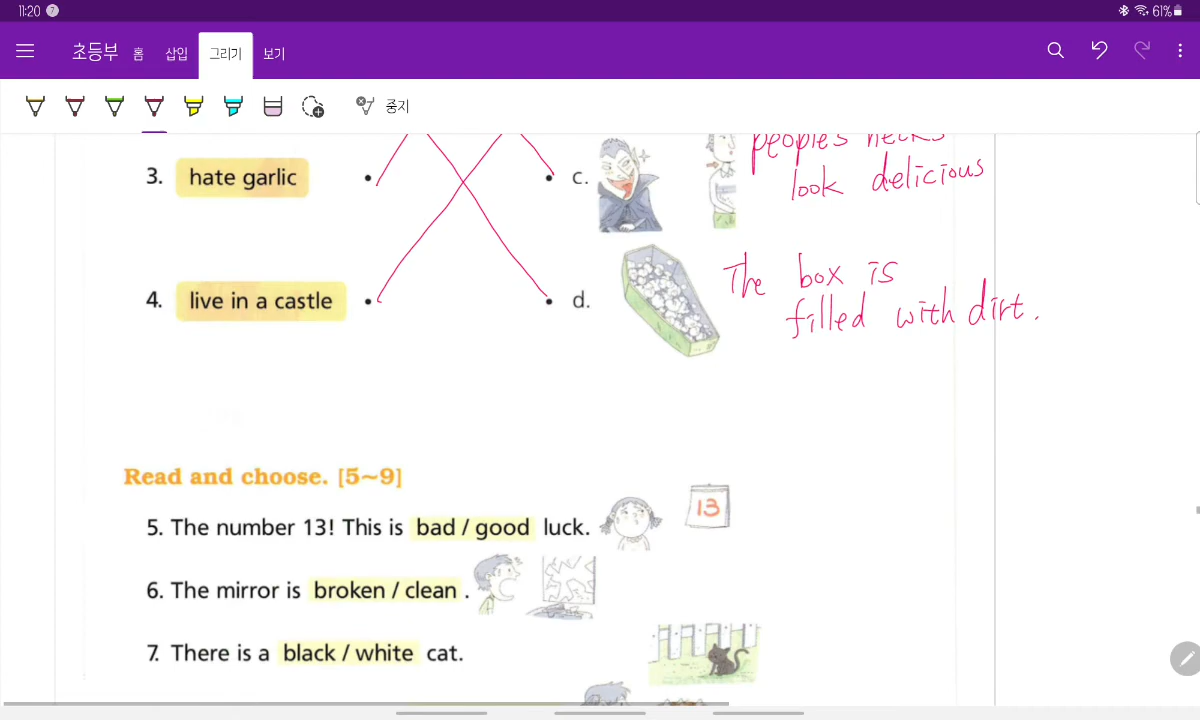 11:20 7 61%
초등부 홈 삽입 그리기 보기
중지
people's necks
look delicious
3. hate garlic
c.
4. live in a castle
d.
The box is
filled with dirt.
Read and choose. [5~9]
5. The number 13! This is bad / good luck.
13
6. The mirror is broken / clean .
7. There is a black / white cat.